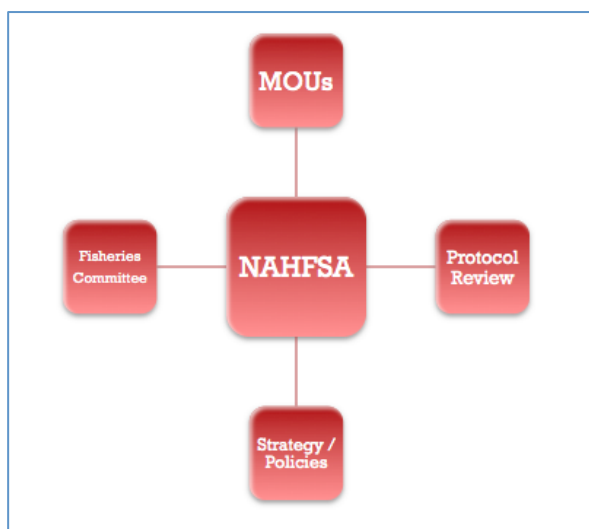 MOUs
Fisheries
Committee
NAHFSA
Protocol
Review
Strategy /
Policies